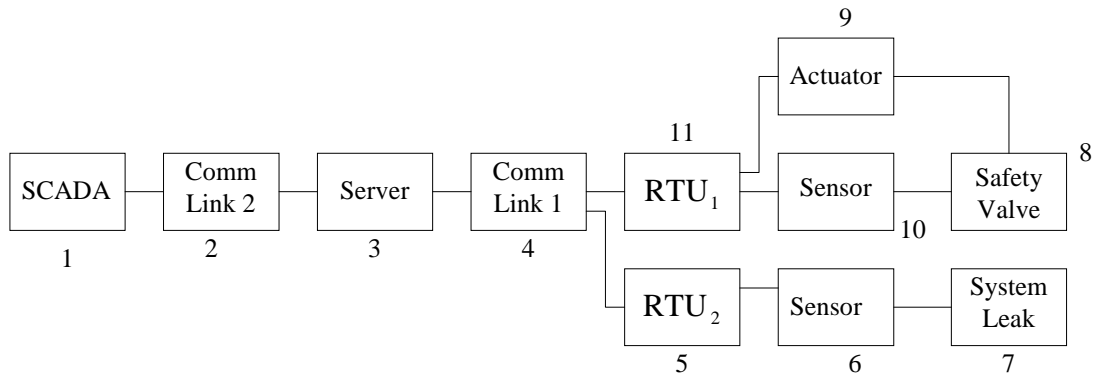 9
Actuator
11
8
SCADA
Comm
Link 2
Server
Comm
Link 1
RTU₁
Sensor
Safety
Valve
1
2
3
4
10
RTU₂
Sensor
System
Leak
5
6
7